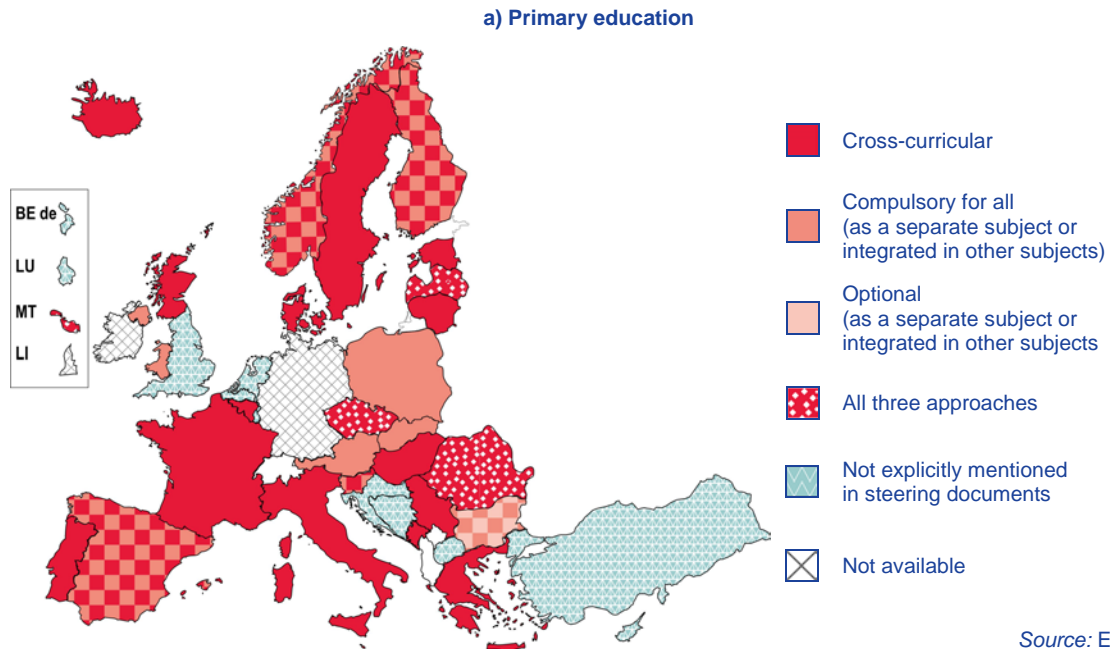 a) Primary education
BE de
LU
MT
LI
Cross-curricular
Compulsory for all
(as a separate subject or
integrated in other subjects)
Optional
(as a separate subject or
integrated in other subjects
All three approaches
Not explicitly mentioned
in steering documents
Not available
Source: E